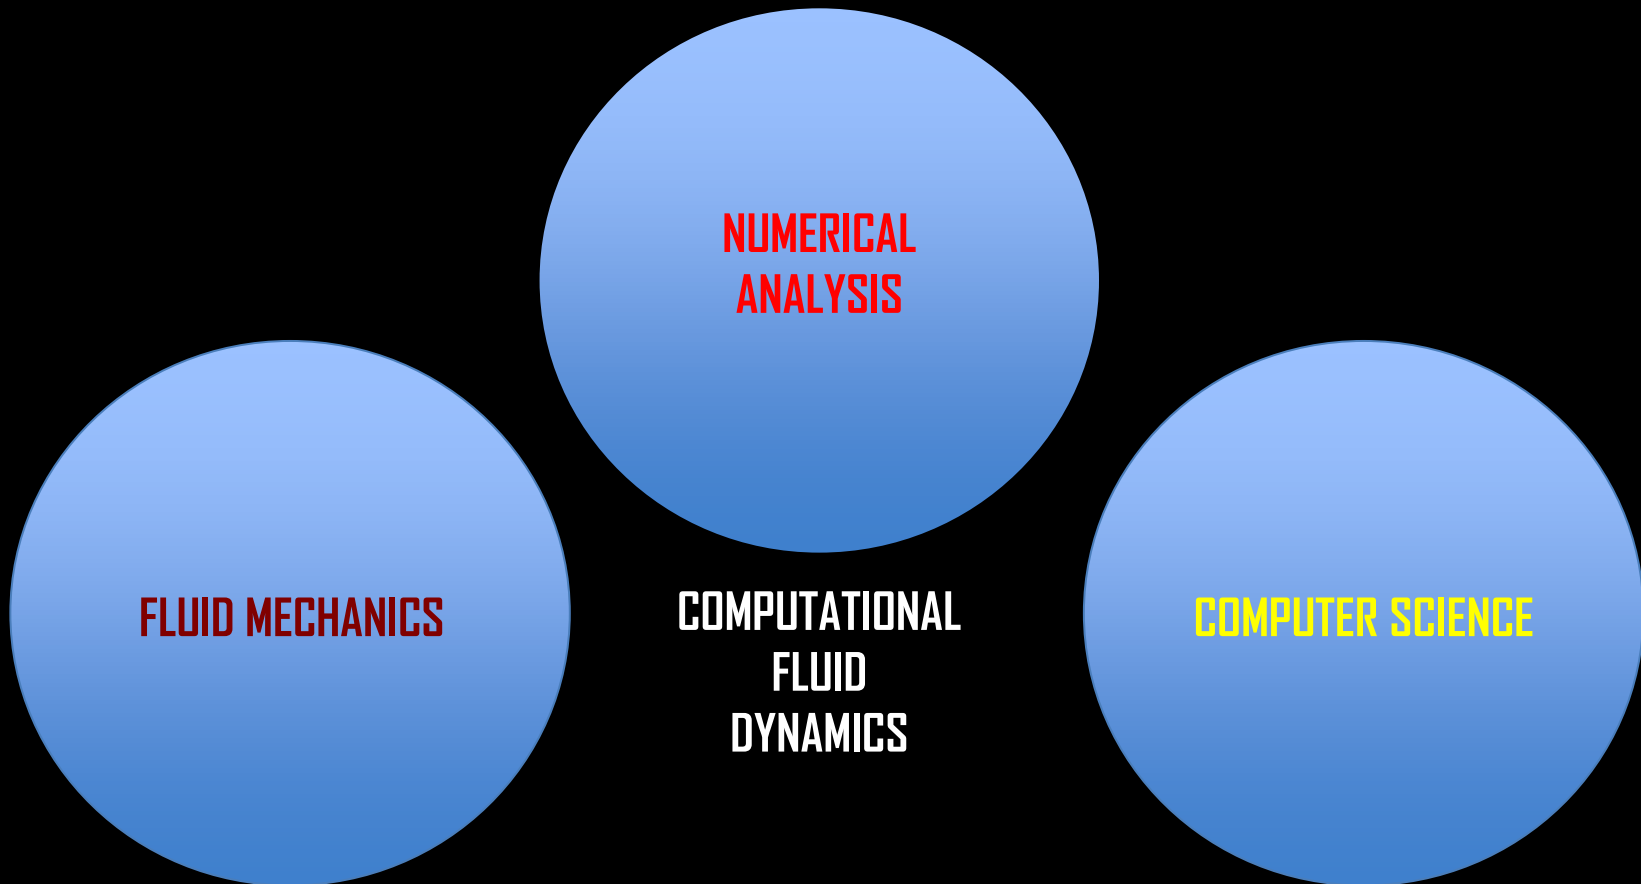 NUMERICAL
ANALYSIS
FLUID MECHANICS
COMPUTATIONAL
FLUID
DYNAMICS
COMPUTER SCIENCE